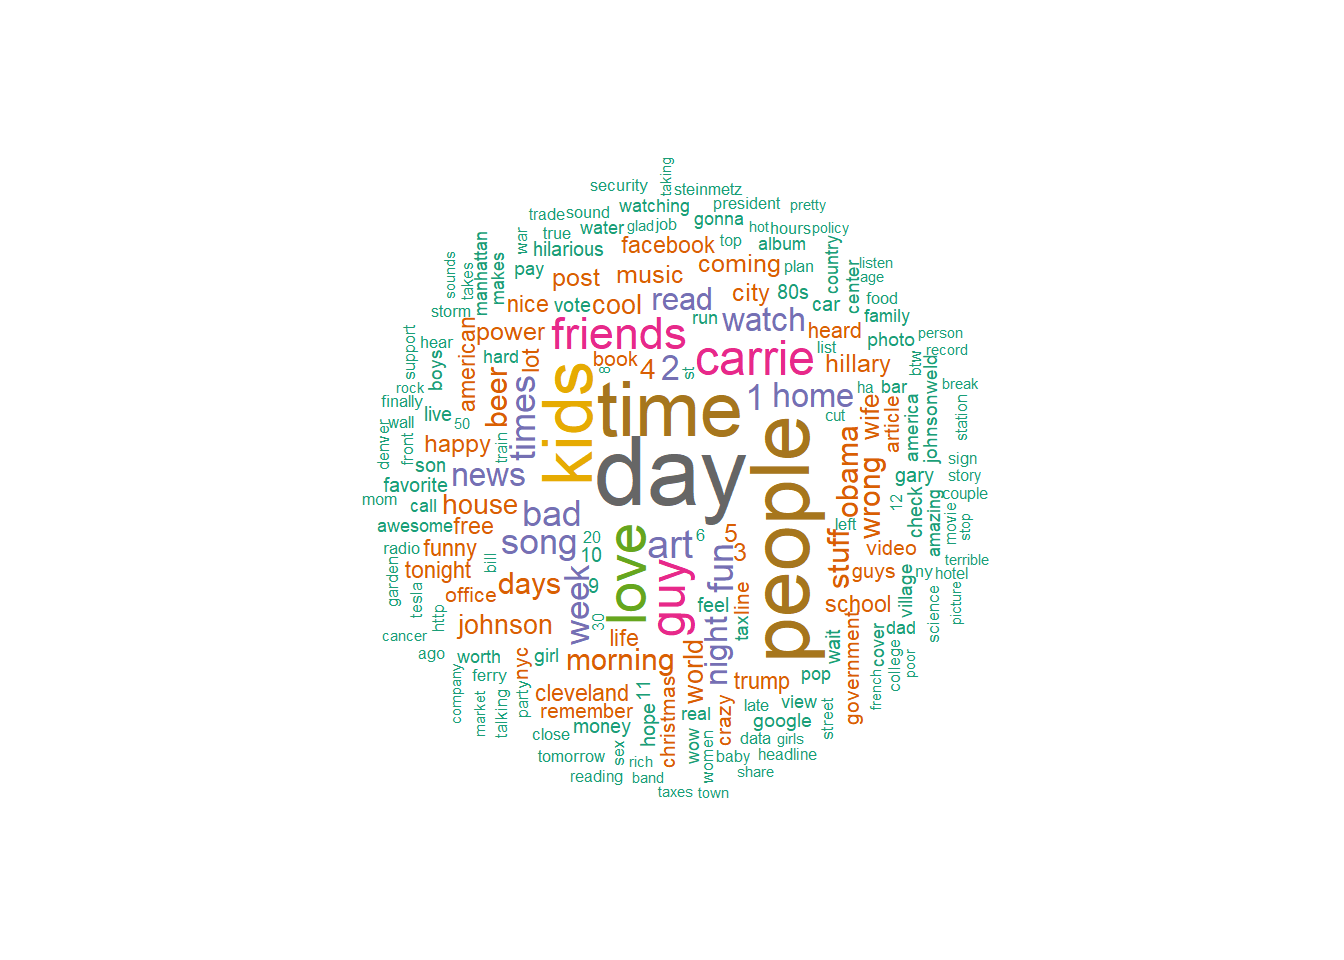 taking
security
steinmetz
president
pretty
watching
trade
sound
gonna
true
water
glad
job
hot
hours
policy
war
hilarious
facebook
top
album
country
listen
manhattan
sounds
takes
makes
pay
post
music
coming
plan
center
age
nice
vote
cool
read
city
80s
car
food
family
storm
power
friends
run
watch
heard
photo
person
record
support
hear
boys
american
hard
lot
book
4
2
st
carrie
list
hillary
btw
johnsonweld
break
rock
finally
beer
times
kids
8
time
1
home
ha
bar
america
station
wall
live
50
cut
wife
article
denver
front
happy
train
day
people
obama
wrong
gary
sign
story
son
news
favorite
mom
call
house
bad
12
check
amazing
couple
movie
stop
awesome
free
song
20
love
art
6
5
left
stuff
radio
funny
bill
10
3
video
terrible
garden
tonight
days
week
9
guy
fun
guys
ny
hotel
tesla
http
office
30
feel
tax
line
school
village
science
picture
cancer
johnson
life
night
wait
government
cover
dad
ago
worth
nyc
girl
morning
world
college
poor
company
ferry
party
cleveland
11
christmas
trump
pop
french
market
talking
remember
hope
real
crazy
late
view
street
close
money
google
tomorrow
sex
wow
women
data
girls
reading
rich
band
baby
headline
share
taxes
town